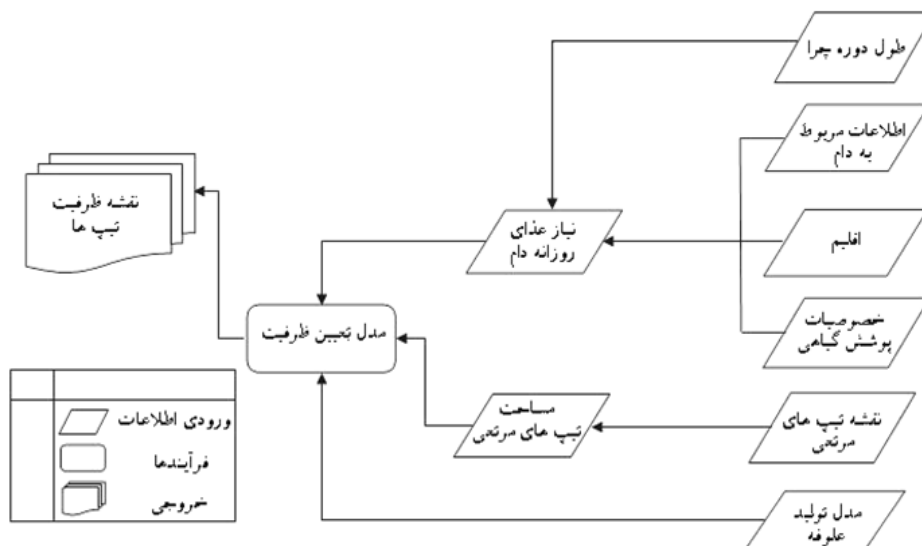 طول دوره چرا
اطلاعات مربوط
به دام
اقلیم
خصوصیات
پوشش گیاهی
نقشه تیپ های
مرتعی
مدل تولید
علوفه
نیاز غذای
روزانه دام
مساحت
تیپ های مرتعی
مدل تعیین ظرفیت
نقشه ظرفیت
تیپ ها
ورودی اطلاعات
فرآیندها
خروجی